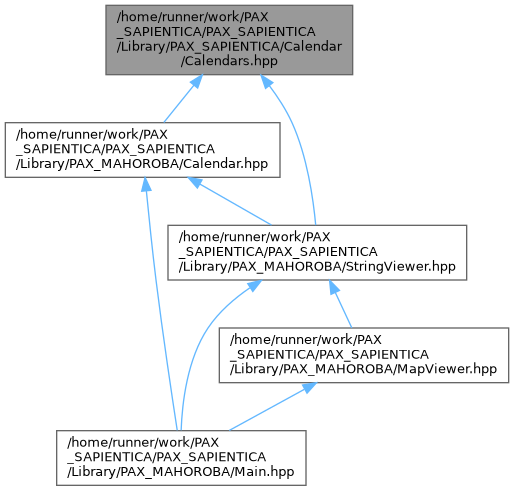 /home/runner/work/PAX
_SAPIENTICA/PAX_SAPIENTICA
/Library/PAX_SAPIENTICA/Calendar
/Calendars.hpp
/home/runner/work/PAX
_SAPIENTICA/PAX_SAPIENTICA
/Library/PAX_MAHOROBA/Calendar.hpp
/home/runner/work/PAX
_SAPIENTICA/PAX_SAPIENTICA
/Library/PAX_MAHOROBA/StringViewer.hpp
/home/runner/work/PAX
_SAPIENTICA/PAX_SAPIENTICA
/Library/PAX_MAHOROBA/MapViewer.hpp
/home/runner/work/PAX
_SAPIENTICA/PAX_SAPIENTICA
/Library/PAX_MAHOROBA/Main.hpp